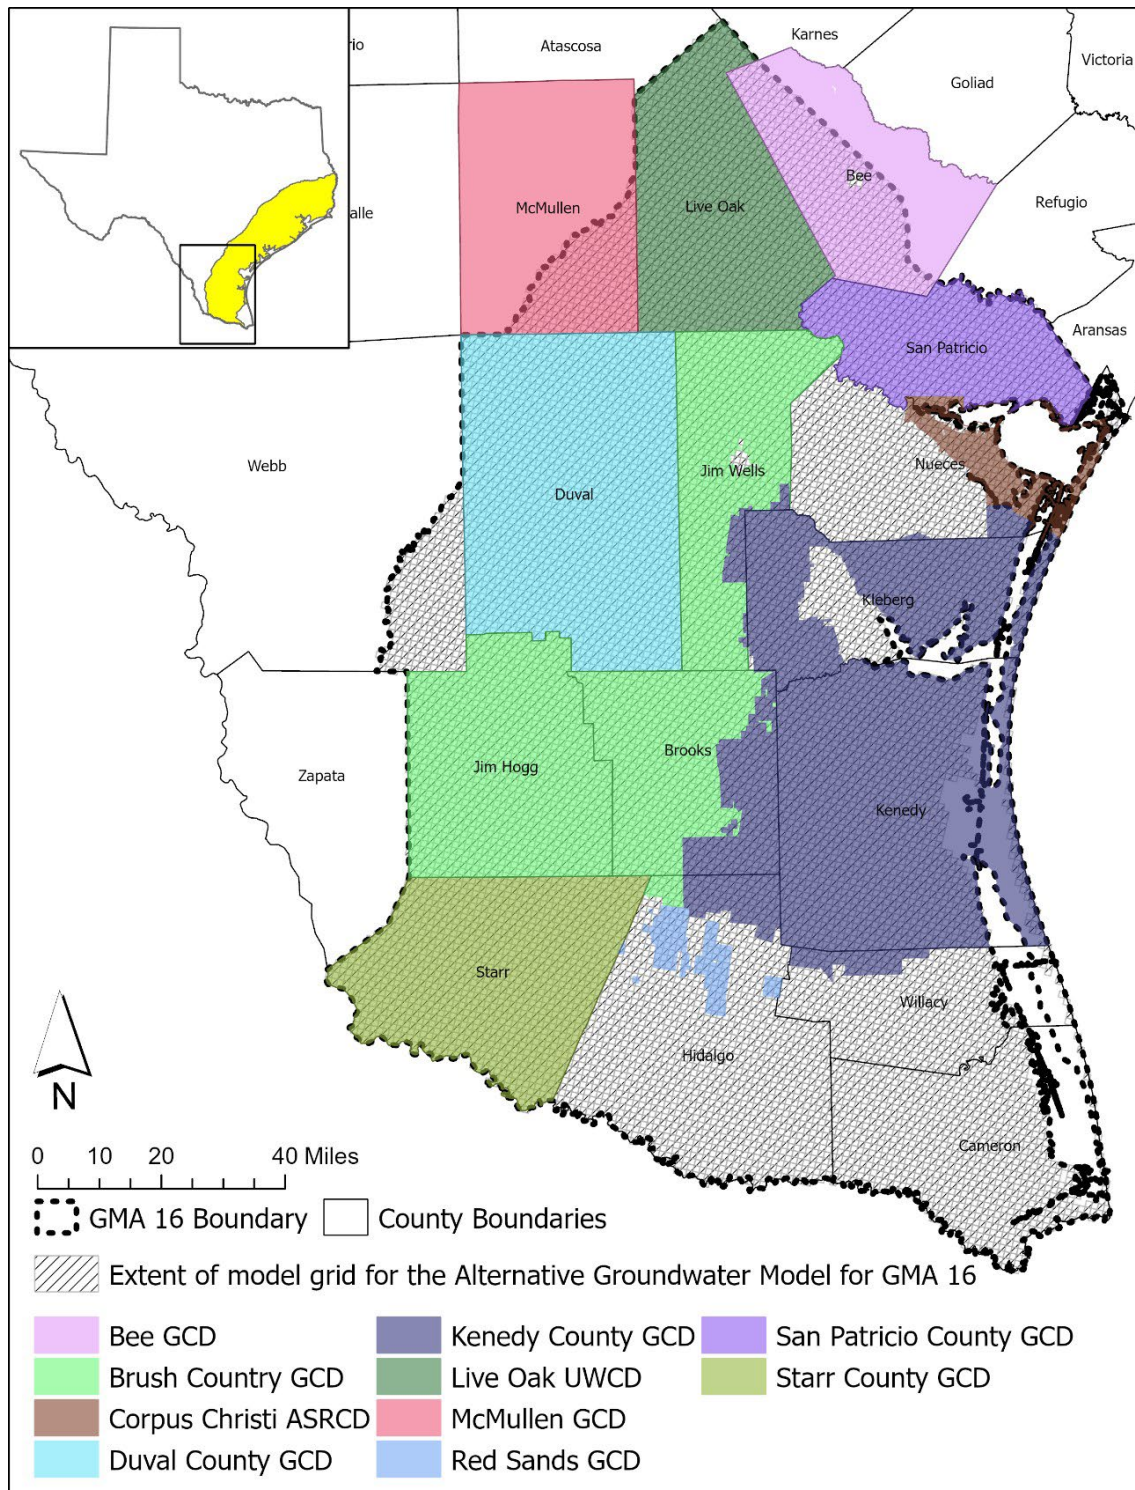 Karnes
rio
Atascosa
Victoria
Goliad
Bee
alle
McMullen
Live Oak
Refugio
Aransas
San Patricio
Webb
Duval
Jim Wells
Nueces
Kleberg
Zapata
Jim Hogg
Brooks
Kenedy
Starr
Willacy
Hidalgo
Cameron
N
0 10 20 40 Miles
GMA 16 Boundary County Boundaries
Extent of model grid for the Alternative Groundwater Model for GMA 16
Bee GCD Kenedy County GCD San Patricio County GCD
Brush Country GCD Live Oak UWCD Starr County GCD
Corpus Christi ASRCD McMullen GCD
Duval County GCD Red Sands GCD